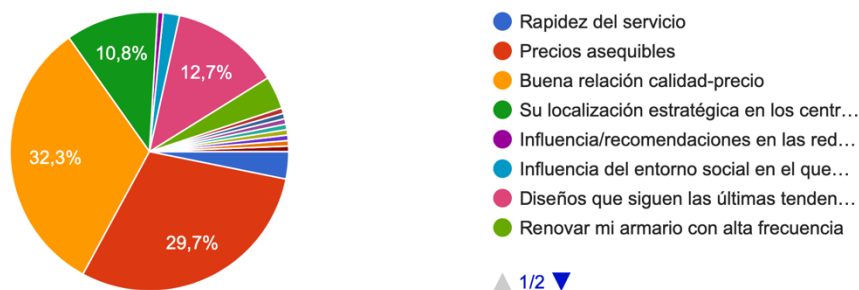 10,8%
12,7%
32,3%
29,7%
Rapidez del servicio
Precios asequibles
Buena relación calidad-precio
Su localización estratégica en los centr…
Influencia/recomendaciones en las red…
Influencia del entorno social en el que…
Diseños que siguen las últimas tenden…
Renovar mi armario con alta frecuencia
1/2